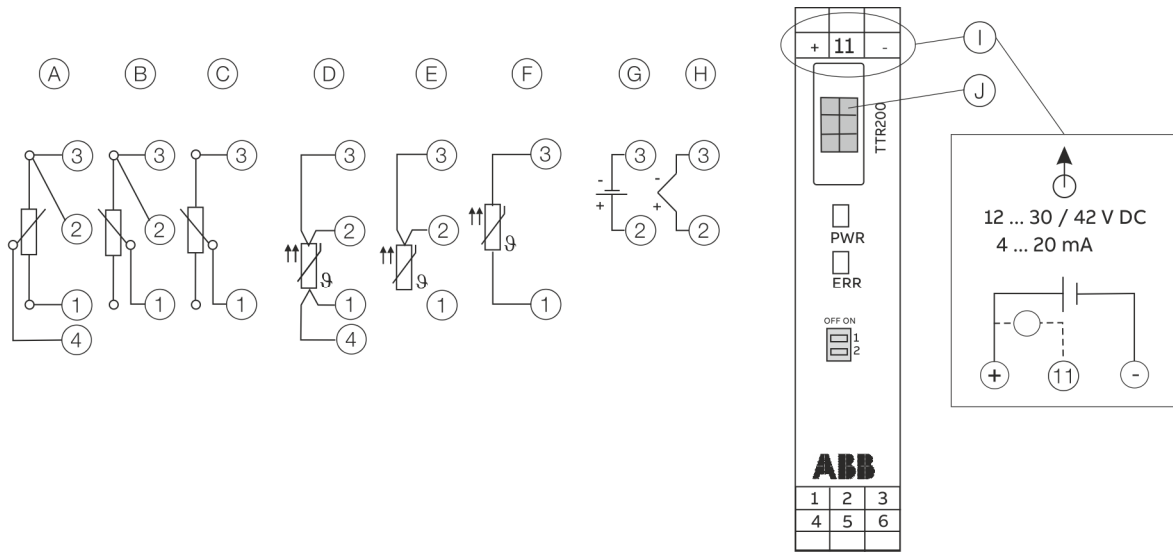 A B C D E F G H
3 3 3 3 3 3 3 3
2 2 2 2 2 2
1 1 1 1 1 1
4 4
- +
- +
ϑ ϑ ϑ
+ 11 -
I
J
TTR200
PWR
ERR
OFF ON
1
2
ABB
1 2 3
4 5 6
12 ... 30 / 42 V DC
4 ... 20 mA
+ 11 -